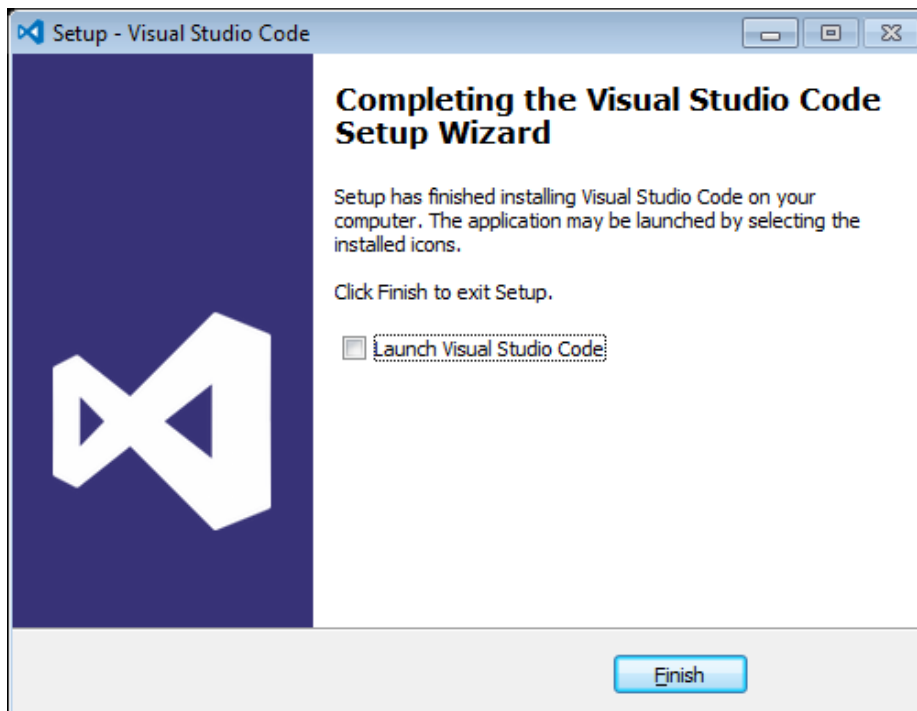 Setup - Visual Studio Code
Completing the Visual Studio Code
Setup Wizard
Setup has finished installing Visual Studio Code on your
computer. The application may be launched by selecting the
installed icons.
Click Finish to exit Setup.
Launch Visual Studio Code
Finish